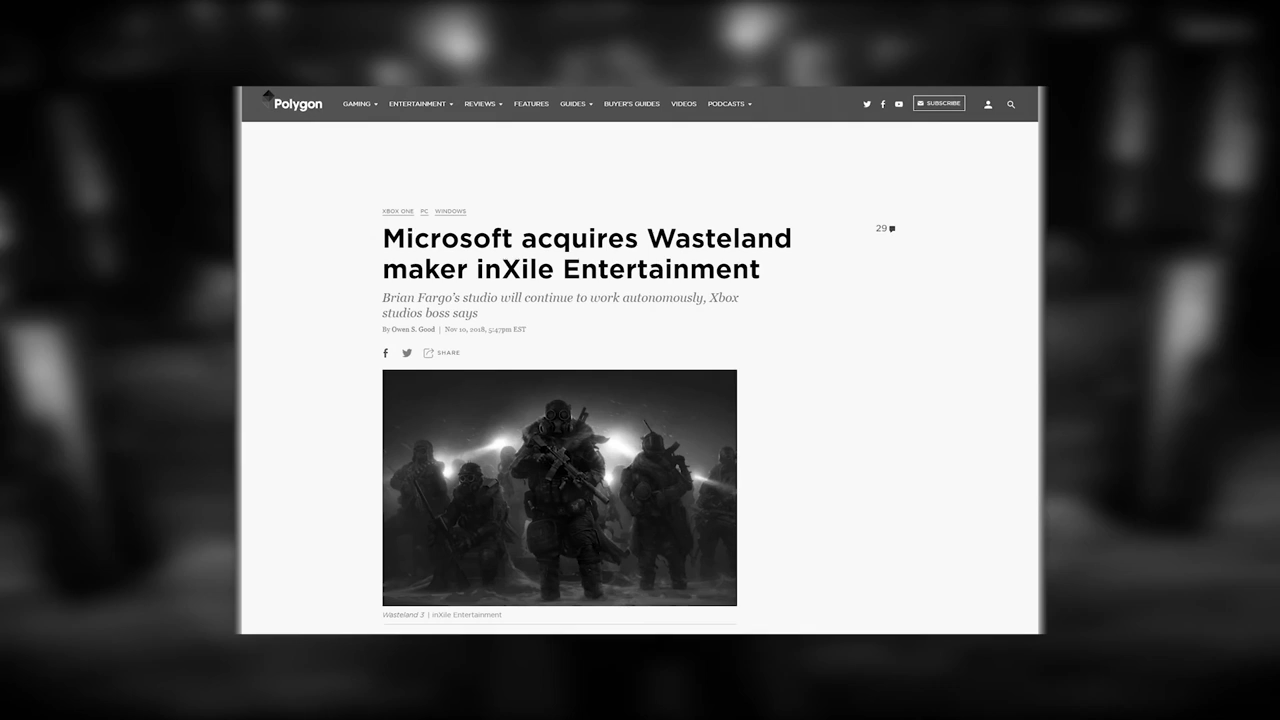 Polygon GAMING ENTERTAINMENT REVIEWS FEATURES GUIDES BUYER'S GUIDES VIDEOS PODCASTS SUBSCRIBE
XBOX ONE PC WINDOWS
Microsoft acquires Wasteland
29
maker inXile Entertainment
Brian Fargo's studio will continue to work autonomously, Xbox
studios boss says
By Owen S. Good | Nov 10, 2018, 5:47pm EST
SHARE
Wasteland 3 | inXile Entertainment